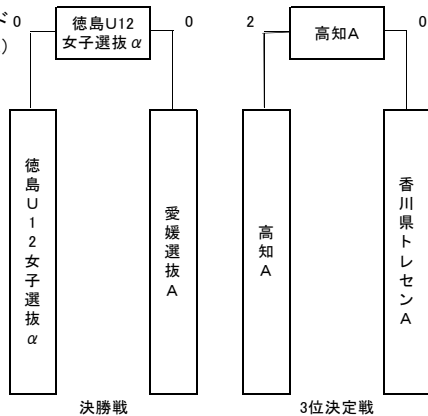 ド
)
0
徳島U12
女子選抜α
0
2
高知A
0
徳島U12女子選抜α
愛媛選抜A
高知A
香川県トレセンA
決勝戦
3位決定戦